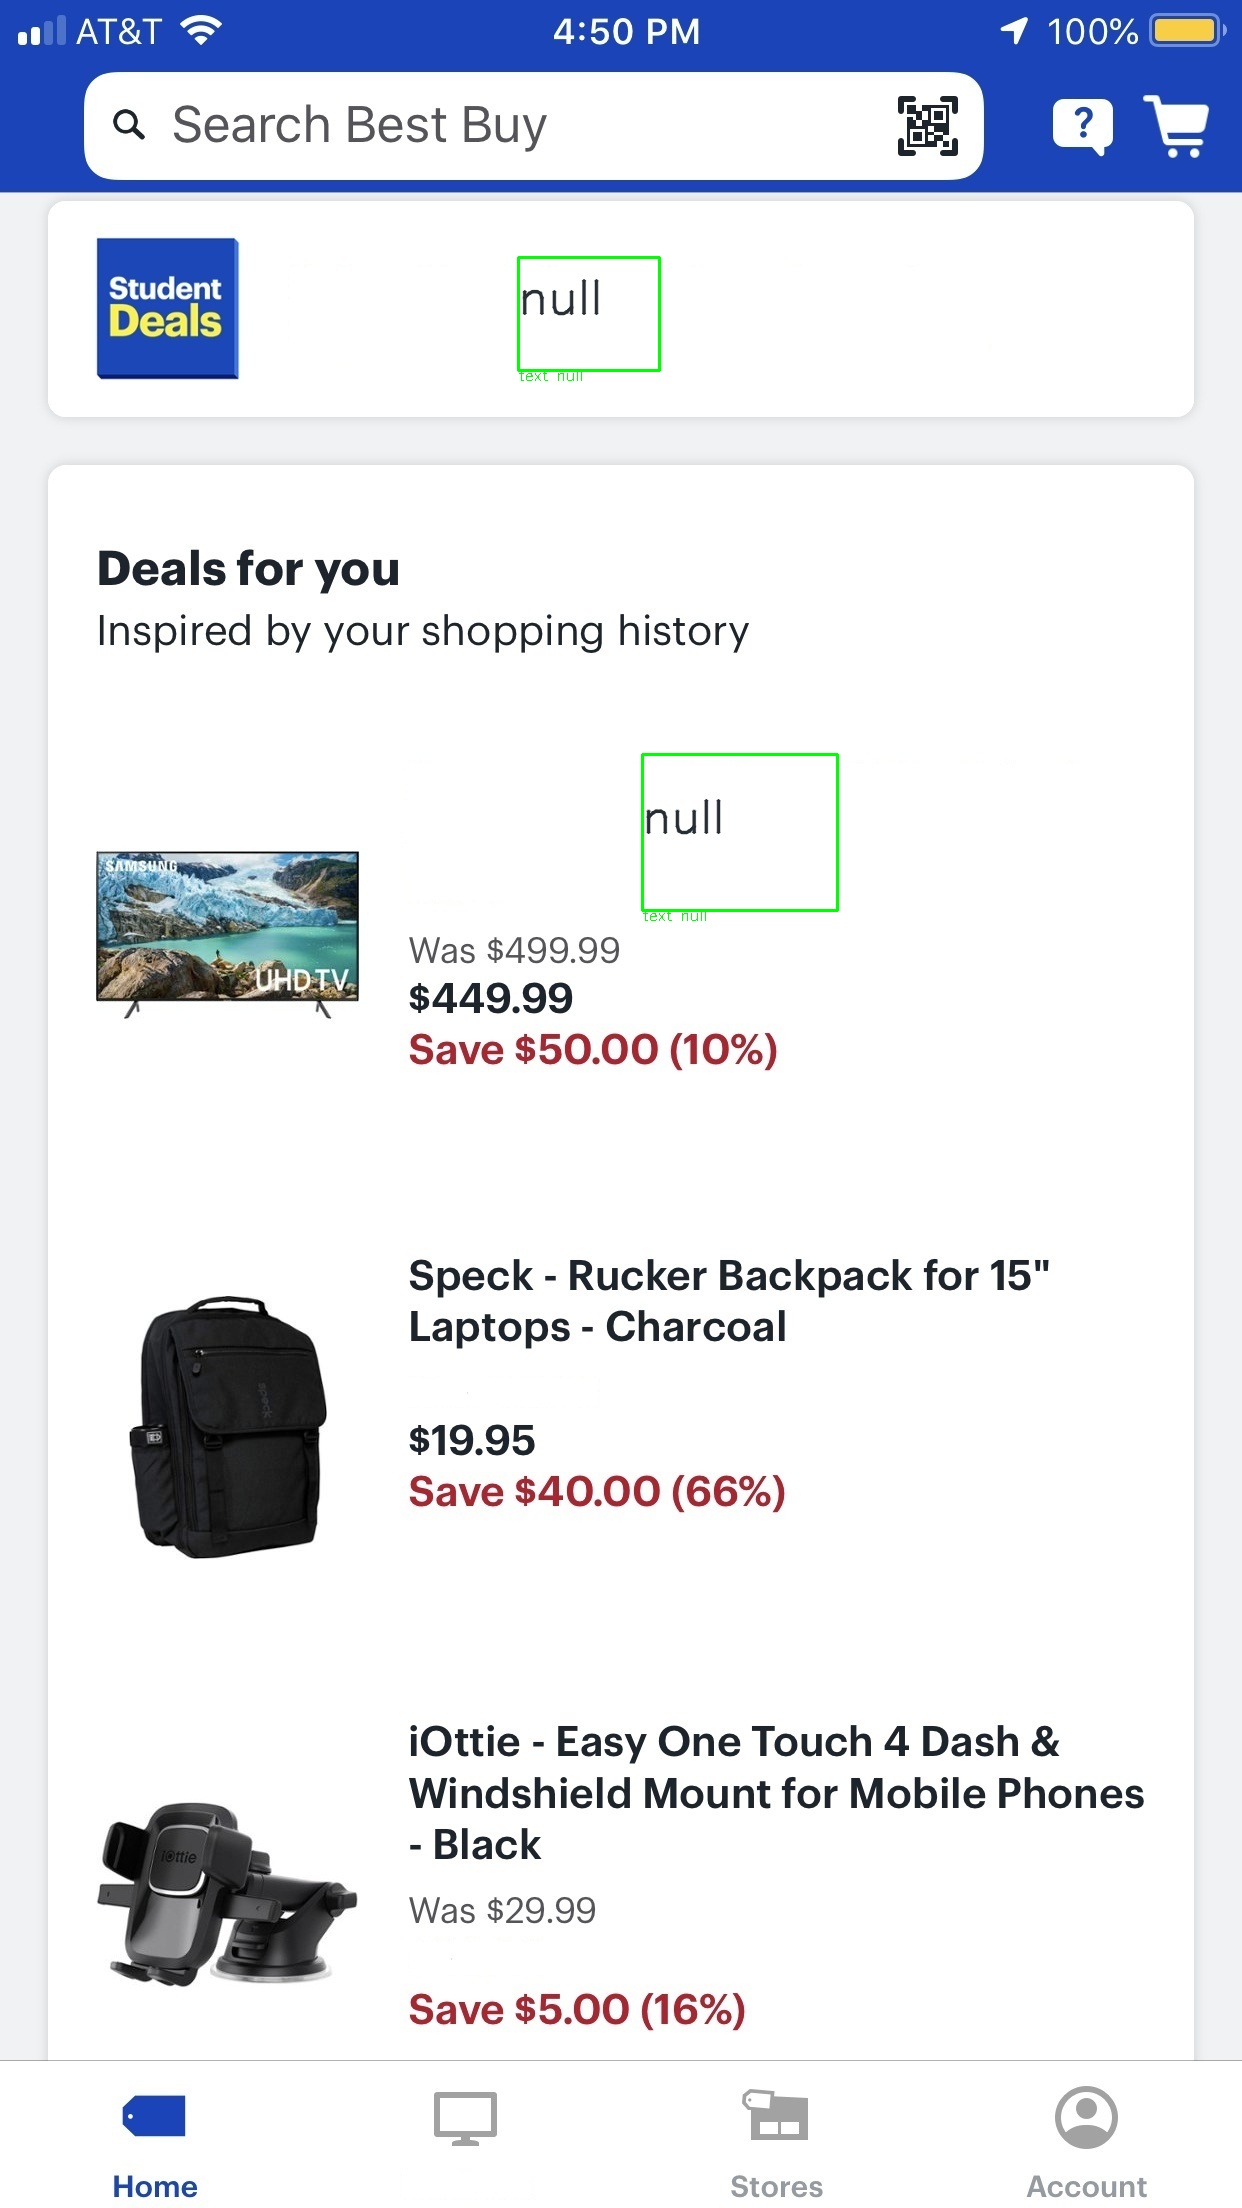 AT&T
4:50 PM
100%
Search Best Buy
?
Student
Deals
null
text null
Deals for you
Inspired by your shopping history
null
text null
SAMSUNG
UHD TV
Was $499.99
$449.99
Save $50.00 (10%)
Speck - Rucker Backpack for 15"
Laptops - Charcoal
speck
$19.95
Save $40.00 (66%)
iOttie - Easy One Touch 4 Dash &
Windshield Mount for Mobile Phones
- Black
iOttie
Was $29.99
Save $5.00 (16%)
Home
Stores
Account